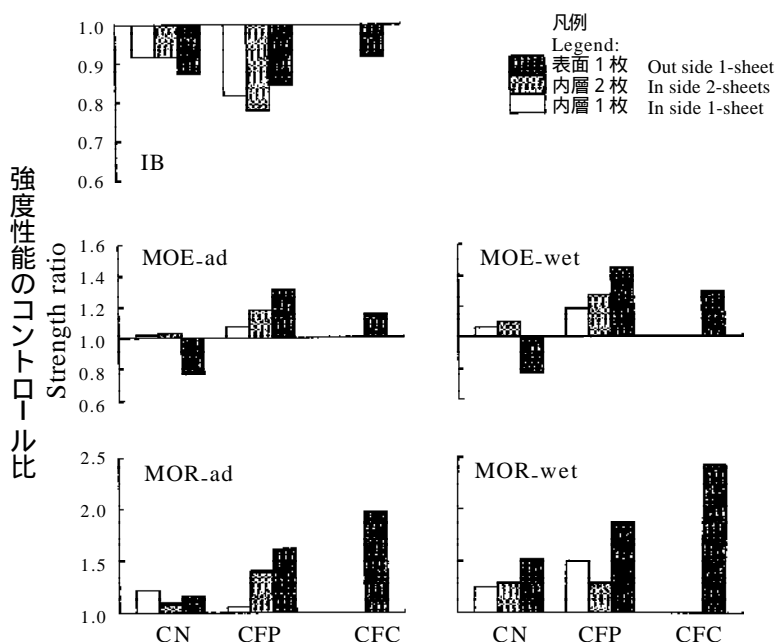 凡例
Legend:
表面1枚 Out side 1-sheet
内層2枚 In side 2-sheets
内層1枚 In side 1-sheet
強度性能のコントロール比
Strength ratio
1.0
0.9
0.8
0.7
0.6
IB
1.6
1.4
1.2
1.0
0.8
0.6
MOE-ad
MOE-wet
2.5
2.0
1.5
1.0
MOR-ad
MOR-wet
CN CFP CFC
CN CFP CFC